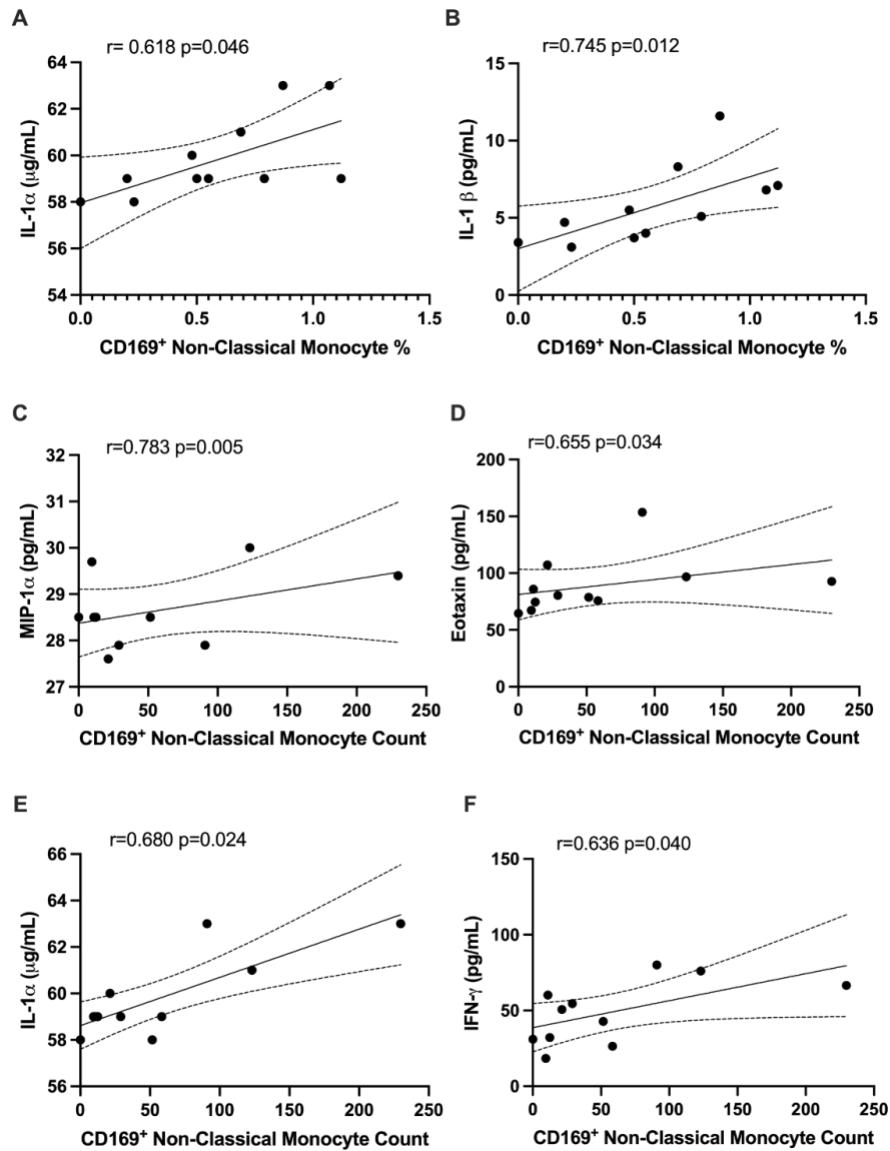 A
r= 0.618 p=0.046
IL-1α (μg/mL)
64
62
60
58
56
54
0.0 0.5 1.0 1.5
CD169⁺ Non-Classical Monocyte %
B
r=0.745 p=0.012
IL-1 β (pg/mL)
15
10
5
0
0.0 0.5 1.0 1.5
CD169⁺ Non-Classical Monocyte %
C
r=0.783 p=0.005
MIP-1α (pg/mL)
32
31
30
29
28
27
0 50 100 150 200 250
CD169⁺ Non-Classical Monocyte Count
D
r=0.655 p=0.034
Eotaxin (pg/mL)
200
150
100
50
0
0 50 100 150 200 250
CD169⁺ Non-Classical Monocyte Count
E
r=0.680 p=0.024
IL-1α (μg/mL)
66
64
62
60
58
56
0 50 100 150 200 250
CD169⁺ Non-Classical Monocyte Count
F
r=0.636 p=0.040
IFN-γ (pg/mL)
150
100
50
0
0 50 100 150 200 250
CD169⁺ Non-Classical Monocyte Count